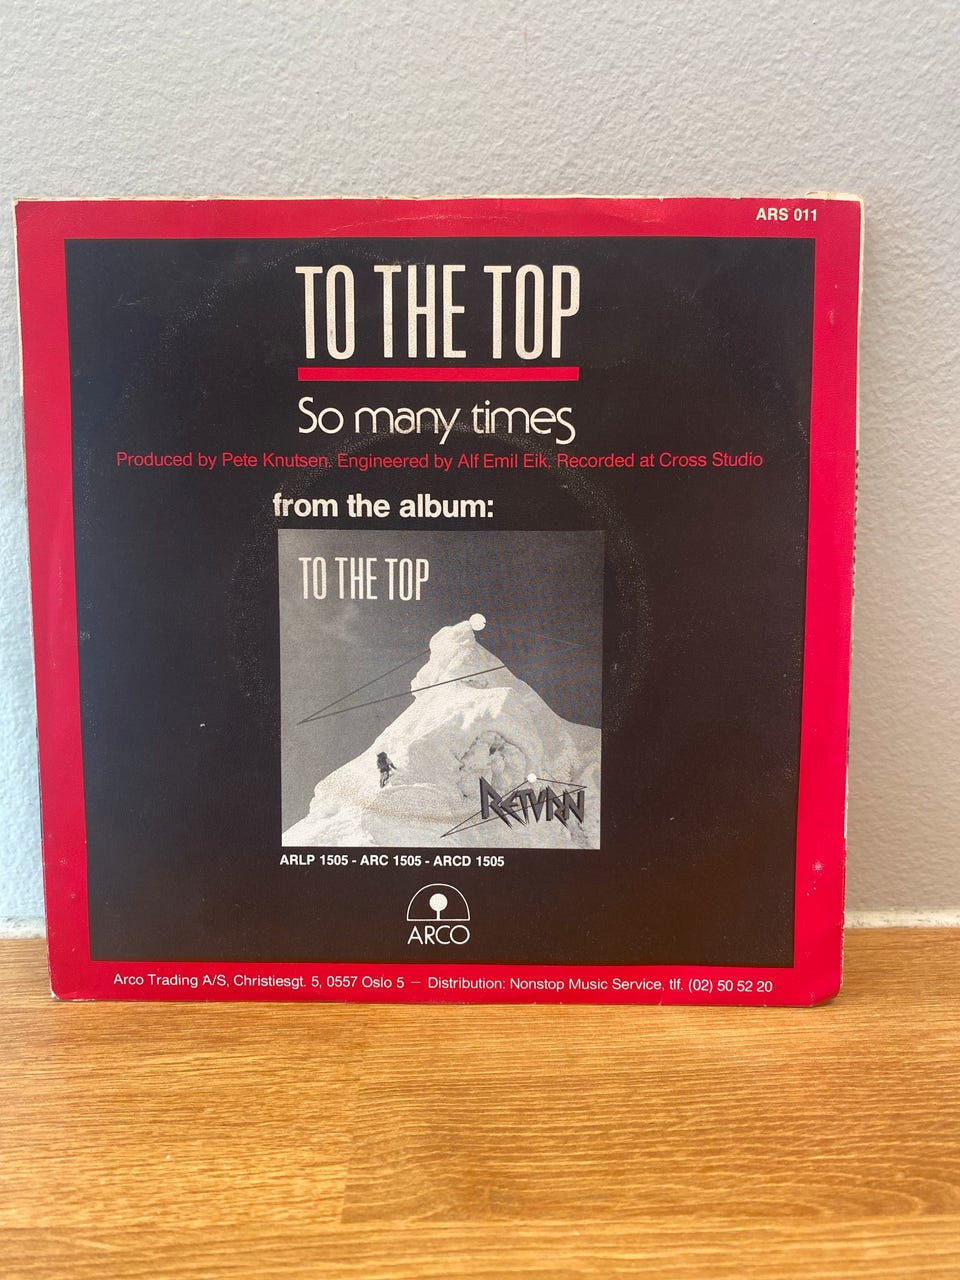 ARS 011
TO THE TOP
So many times
Produced by Pete Knutsen. Engineered by Alf Emil Eik. Recorded at Cross Studio
from the album:
TO THE TOP
RETURN
ARLP 1505 - ARC 1505 - ARCD 1505
ARCO
Arco Trading A/S, Christiesgt. 5, 0557 Oslo 5 — Distribution: Nonstop Music Service, tlf. (02) 50 52 20